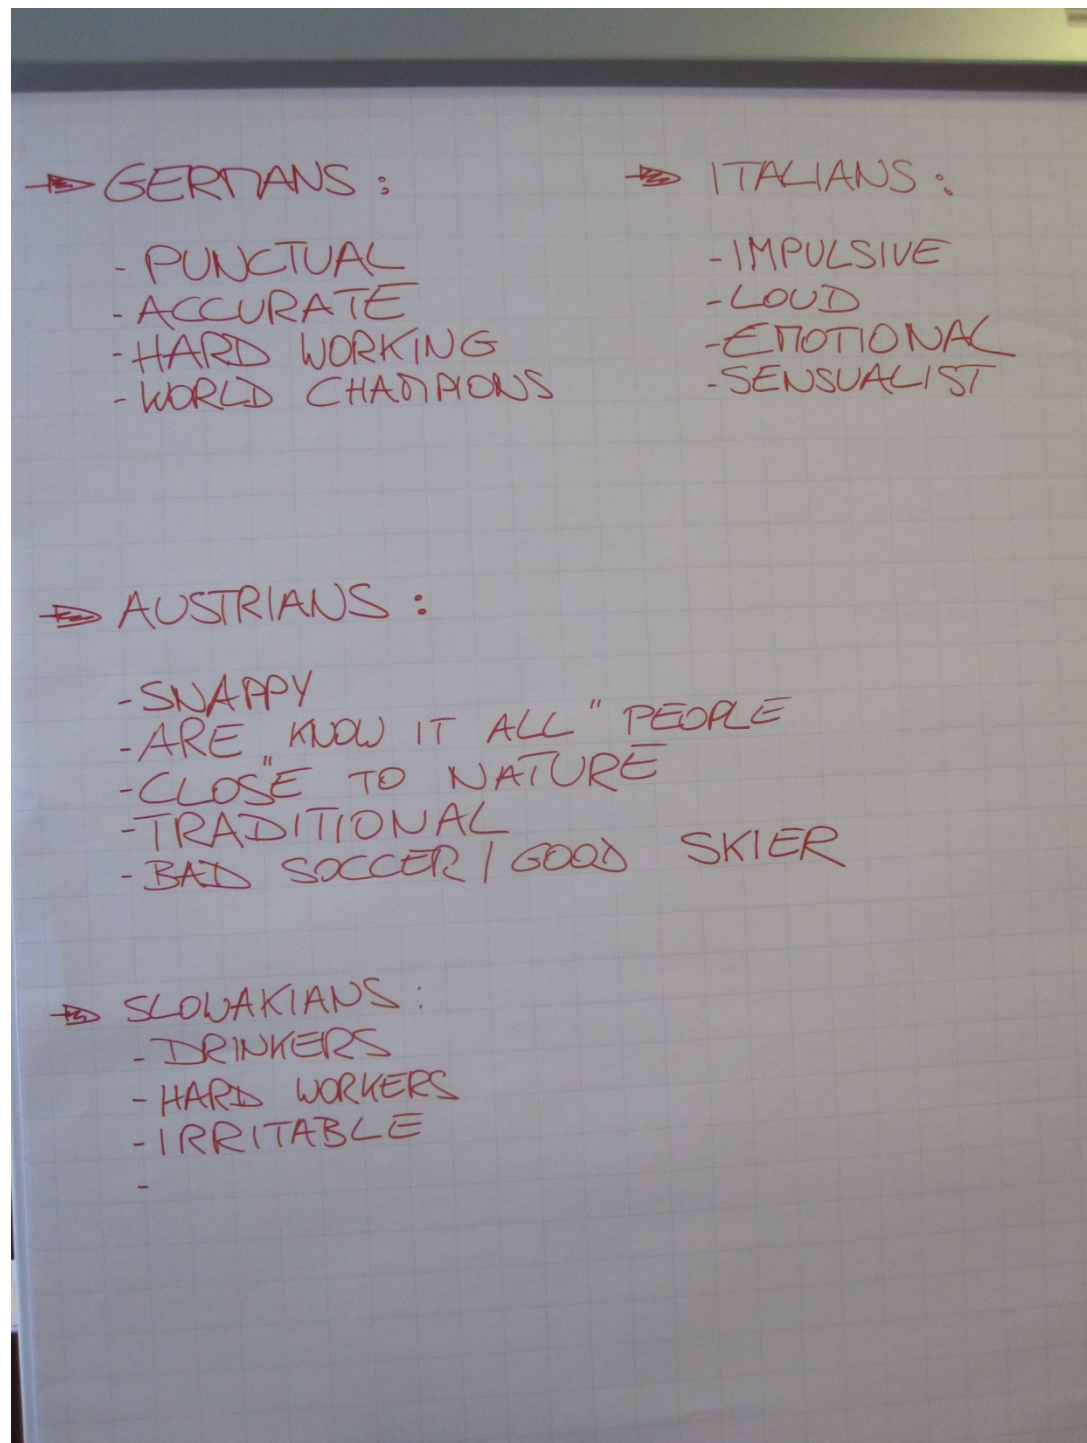 → GERMANS :
- PUNCTUAL
- ACCURATE
- HARD WORKING
- WORLD CHAMPIONS
→ ITALIANS :
- IMPULSIVE
- LOUD
- EMOTIONAL
- SENSUALIST
→ AUSTRIANS :
- SNAPPY
- ARE „KNOW IT ALL" PEOPLE
- CLOSE TO NATURE
- TRADITIONAL
- BAD SOCCER / GOOD SKIER
→ SLOWAKIANS :
- DRINKERS
- HARD WORKERS
- IRRITABLE
-